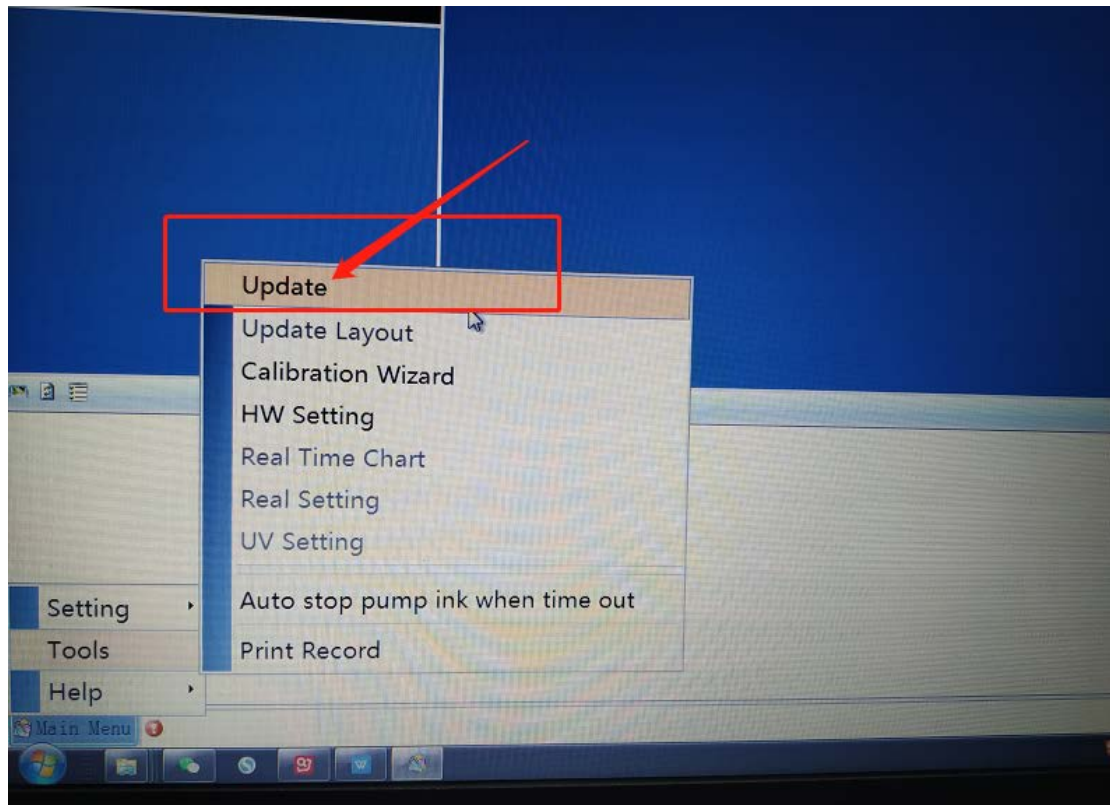 Update
Update Layout
Calibration Wizard
HW Setting
Real Time Chart
Real Setting
UV Setting
Auto stop pump ink when time out
Print Record
Setting
Tools
Help
Main Menu